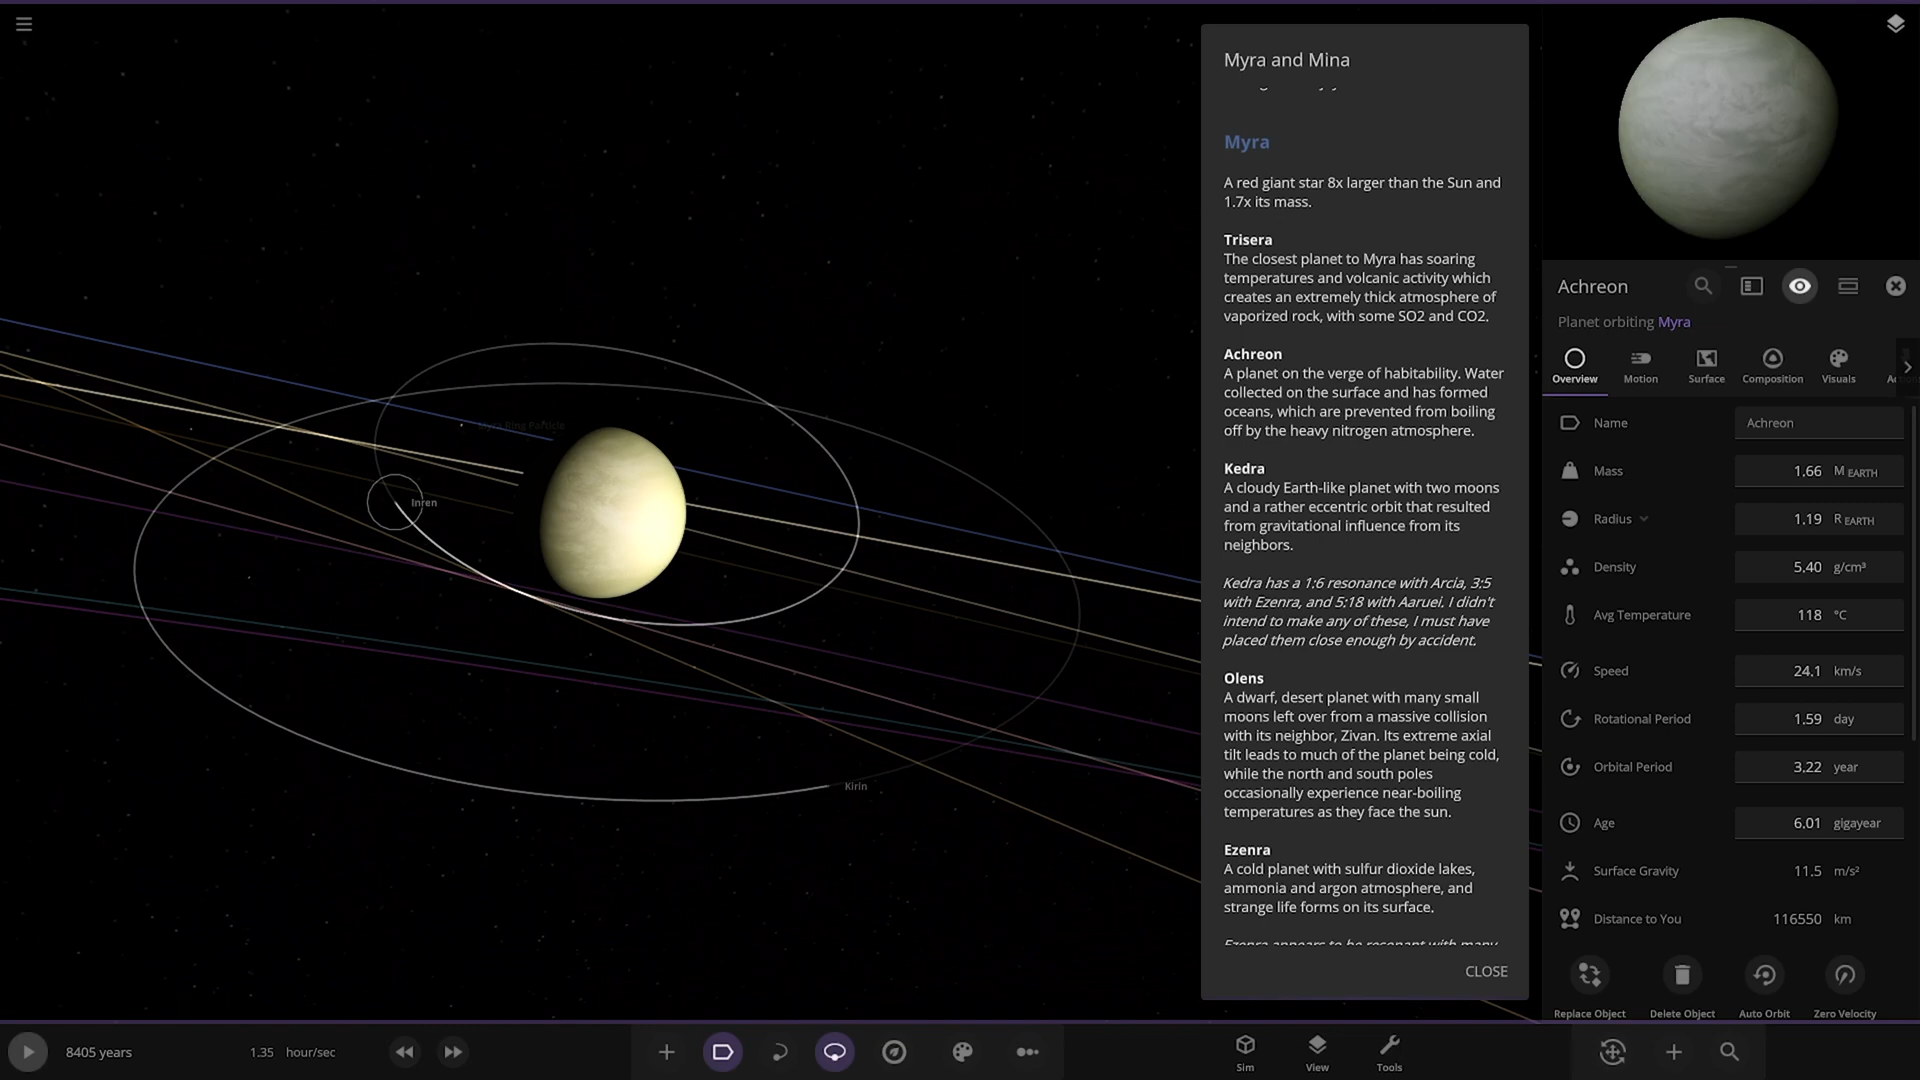 Myra and Mina
Myra
A red giant star 8x larger than the Sun and
1.7x its mass.
Trisera
The closest planet to Myra has soaring
temperatures and volcanic activity which
creates an extremely thick atmosphere of
vaporized rock, with some SO2 and CO2.
Achreon
A planet on the verge of habitability. Water
collected on the surface and has formed
oceans, which are prevented from boiling
off by the heavy nitrogen atmosphere.
Kedra
A cloudy Earth-like planet with two moons
and a rather eccentric orbit that resulted
from gravitational influence from its
neighbors.
Kedra has a 1:6 resonance with Arcia, 3:5
with Ezenra, and 5:18 with Aaruei. I didn't
intend to make any of these, I must have
placed them close enough by accident.
Olens
A dwarf, desert planet with many small
moons left over from a massive collision
with its neighbor, Zivan. Its extreme axial
tilt leads to much of the planet being cold,
while the north and south poles
occasionally experience near-boiling
temperatures as they face the sun.
Ezenra
A cold planet with sulfur dioxide lakes,
ammonia and argon atmosphere, and
strange life forms on its surface.
Ezenra appears to be resonant with many
CLOSE
Myra Ring Particle
Inren
Kirin
Achreon
Planet orbiting Myra
Overview Motion Surface Composition Visuals
Name Achreon
Mass 1.66 M EARTH
Radius 1.19 R EARTH
Density 5.40 g/cm³
Avg Temperature 118 °C
Speed 24.1 km/s
Rotational Period 1.59 day
Orbital Period 3.22 year
Age 6.01 gigayear
Surface Gravity 11.5 m/s²
Distance to You 116550 km
Replace Object Delete Object Auto Orbit Zero Velocity
8405 years 1.35 hour/sec
Sim View Tools